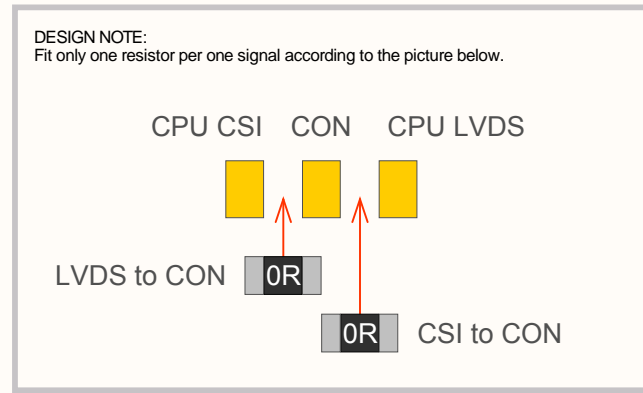 DESIGN NOTE:
Fit only one resistor per one signal according to the picture below.
CPU CSI CON CPU LVDS
LVDS to CON 0R
0R CSI to CON